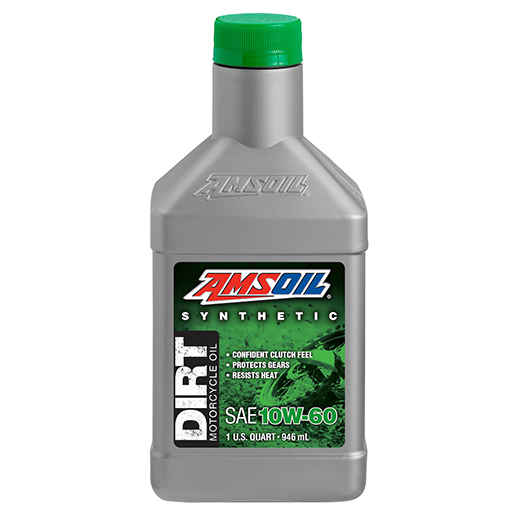 AMSOIL®
AMSOIL®
SYNTHETIC
DIRT
MOTORCYCLE OIL
• CONFIDENT CLUTCH FEEL
• PROTECTS GEARS
• RESISTS HEAT
SAE 10W-60
1 U.S. QUART • 946 mL